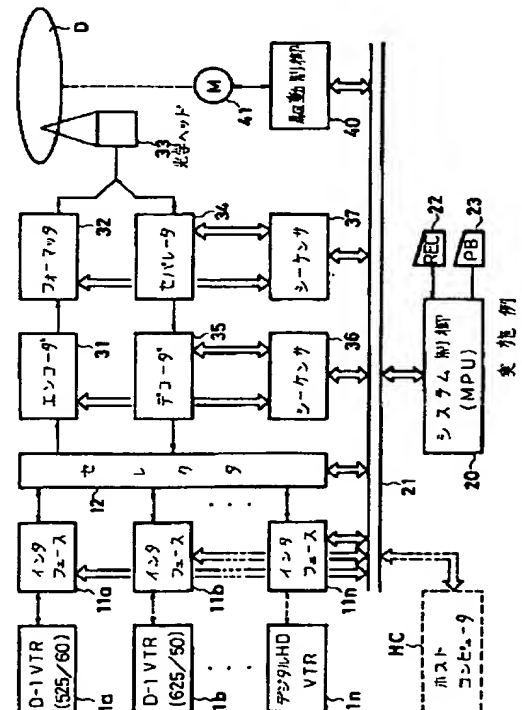 D
M
41
駆動制御
40
33
光学ヘッド
フォーマッタ
32
セパレータ
34
シーケンサ
37
エンコーダ
31
デコーダ
35
シーケンサ
36
セレクタ
12
インタ
フェース
11a
インタ
フェース
11b
インタ
フェース
11n
D-1 VTR
(525/60)
1a
D-1 VTR
(625/50)
1b
デジタルHD
VTR
1n
21
REC
22
PB
23
システム制御
(MPU)
20
HC
ホスト
コンピュータ
実施例